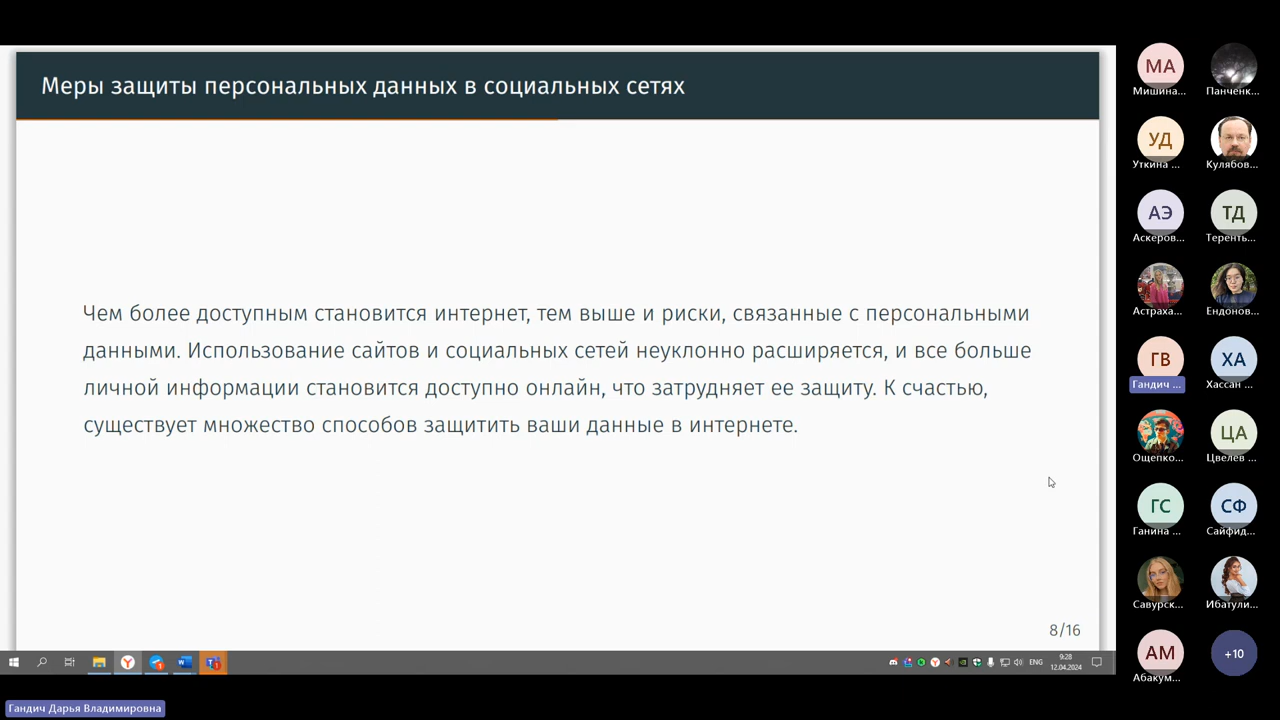 Меры защиты персональных данных в социальных сетях
Чем более доступным становится интернет, тем выше и риски, связанные с персональными
данными. Использование сайтов и социальных сетей неуклонно расширяется, и все больше
личной информации становится доступно онлайн, что затрудняет ее защиту. К счастью,
существует множество способов защитить ваши данные в интернете.
8/16
ENG
9:28
12.04.2024
Гандич Дарья Владимировна
МА
Мишина...
Панченк...
УД
Уткина ...
Кулябов...
АЭ
Аскеров...
ТД
Теренть...
Астраха...
Ендонов...
ГВ
Гандич ...
ХА
Хассан ...
Ощепко...
ЦА
Цвелев ...
ГС
Ганина ...
СФ
Сайфид...
Савурск...
Ибатули...
АМ
Абакум...
+10